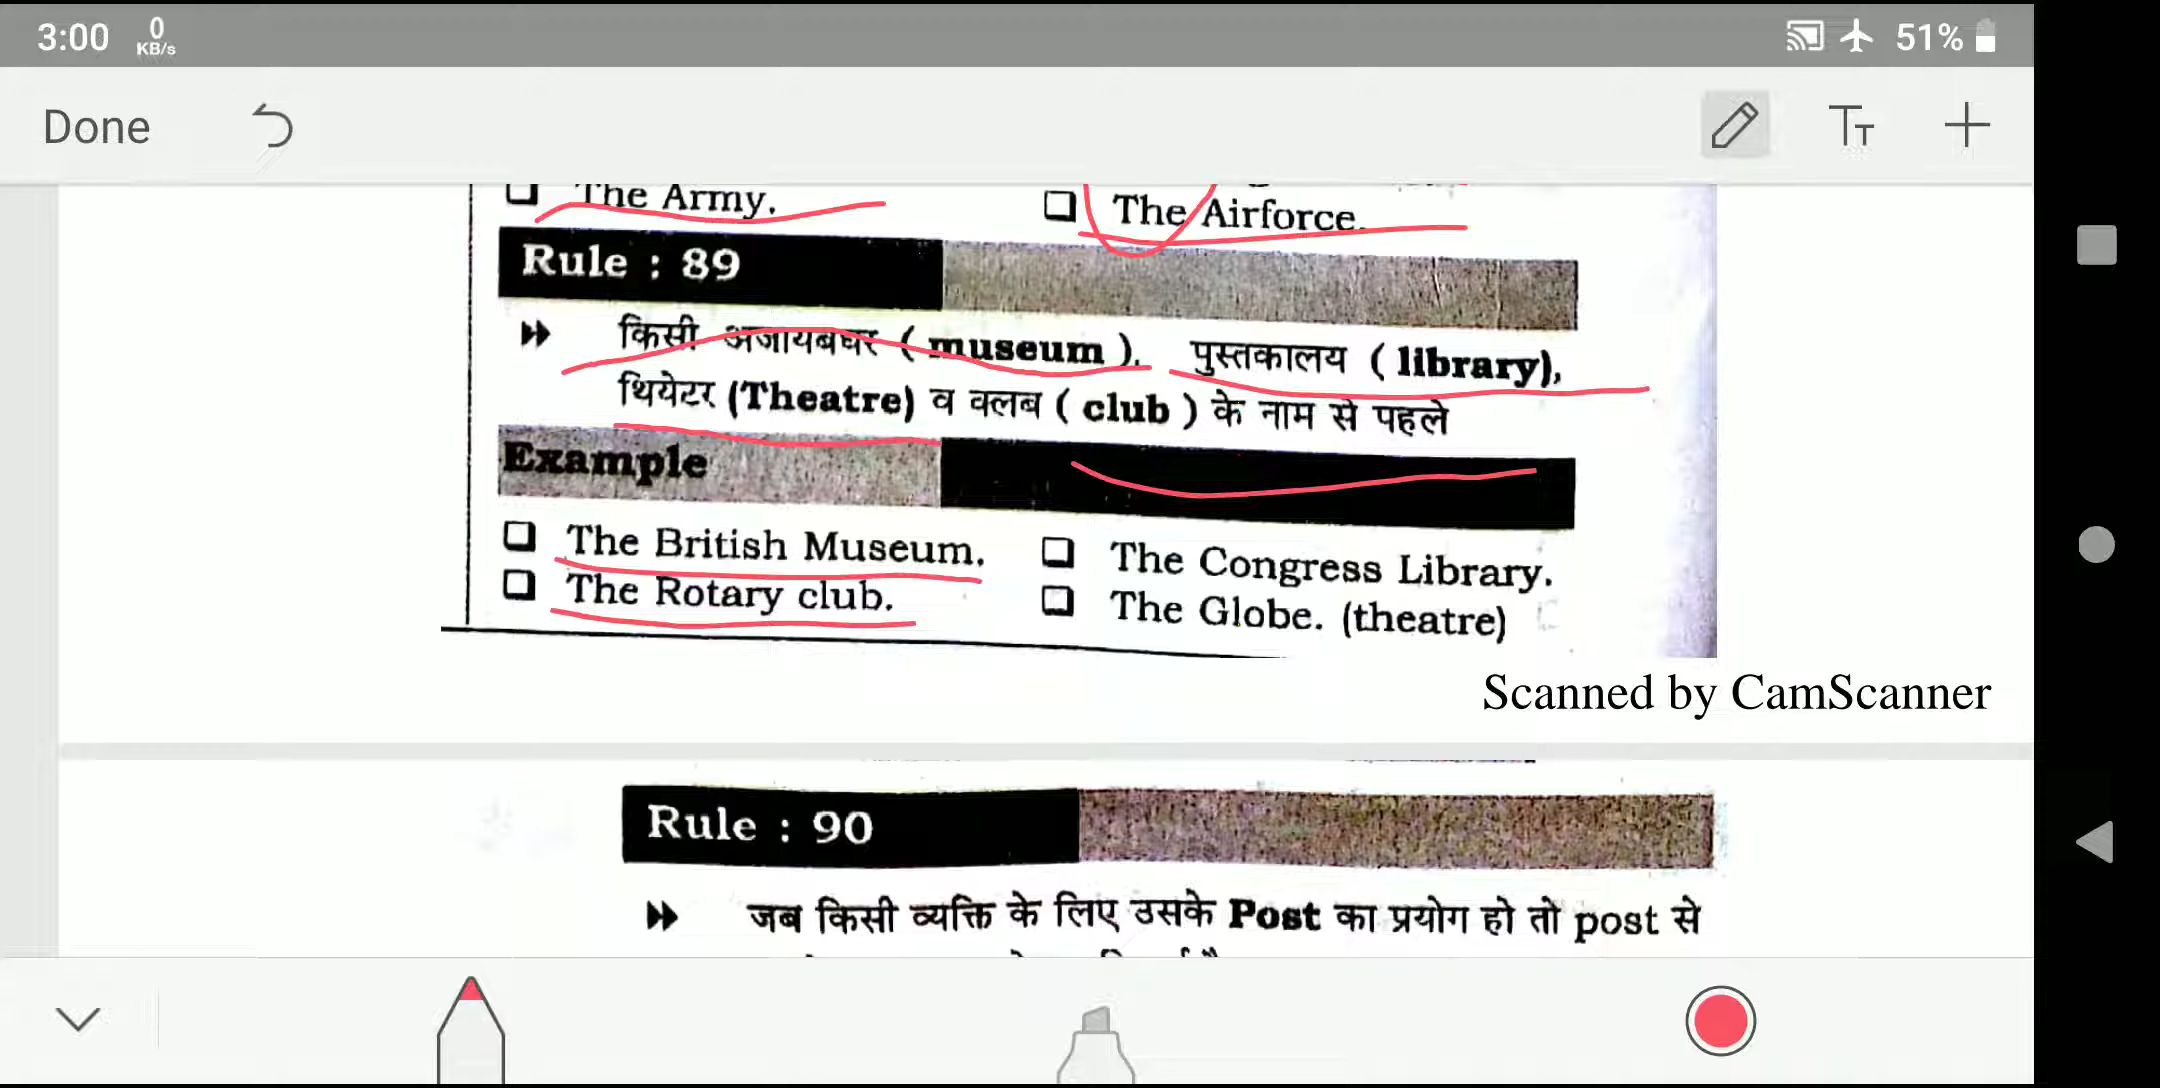 3:00 0 KB/s 51%
Done TT
The Army. The Airforce.
Rule : 89
किसी अजायबघर ( museum ), पुस्तकालय ( library),
थियेटर (Theatre) व क्लब ( club ) के नाम से पहले
Example
The British Museum. The Congress Library.
The Rotary club. The Globe. (theatre)
Scanned by CamScanner
Rule : 90
जब किसी व्यक्ति के लिए उसके Post का प्रयोग हो तो post से